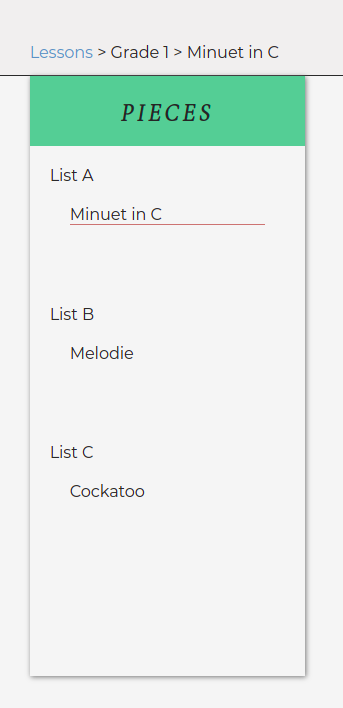 Lessons > Grade 1 > Minuet in C
PIECES
List A
Minuet in C
List B
Melodie
List C
Cockatoo